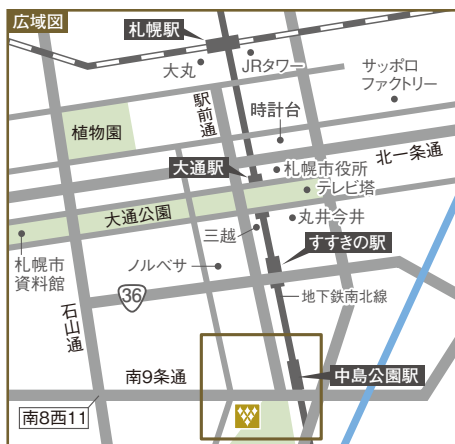 広域図
札幌駅
大丸
JRタワー
サッポロ
ファクトリー
駅前通
時計台
植物園
北一条通
大通駅
札幌市役所
テレビ塔
大通公園
丸井今井
三越
すすきの駅
札幌市
資料館
ノルベサ
36
地下鉄南北線
石山通
中島公園駅
南9条通
南8西11